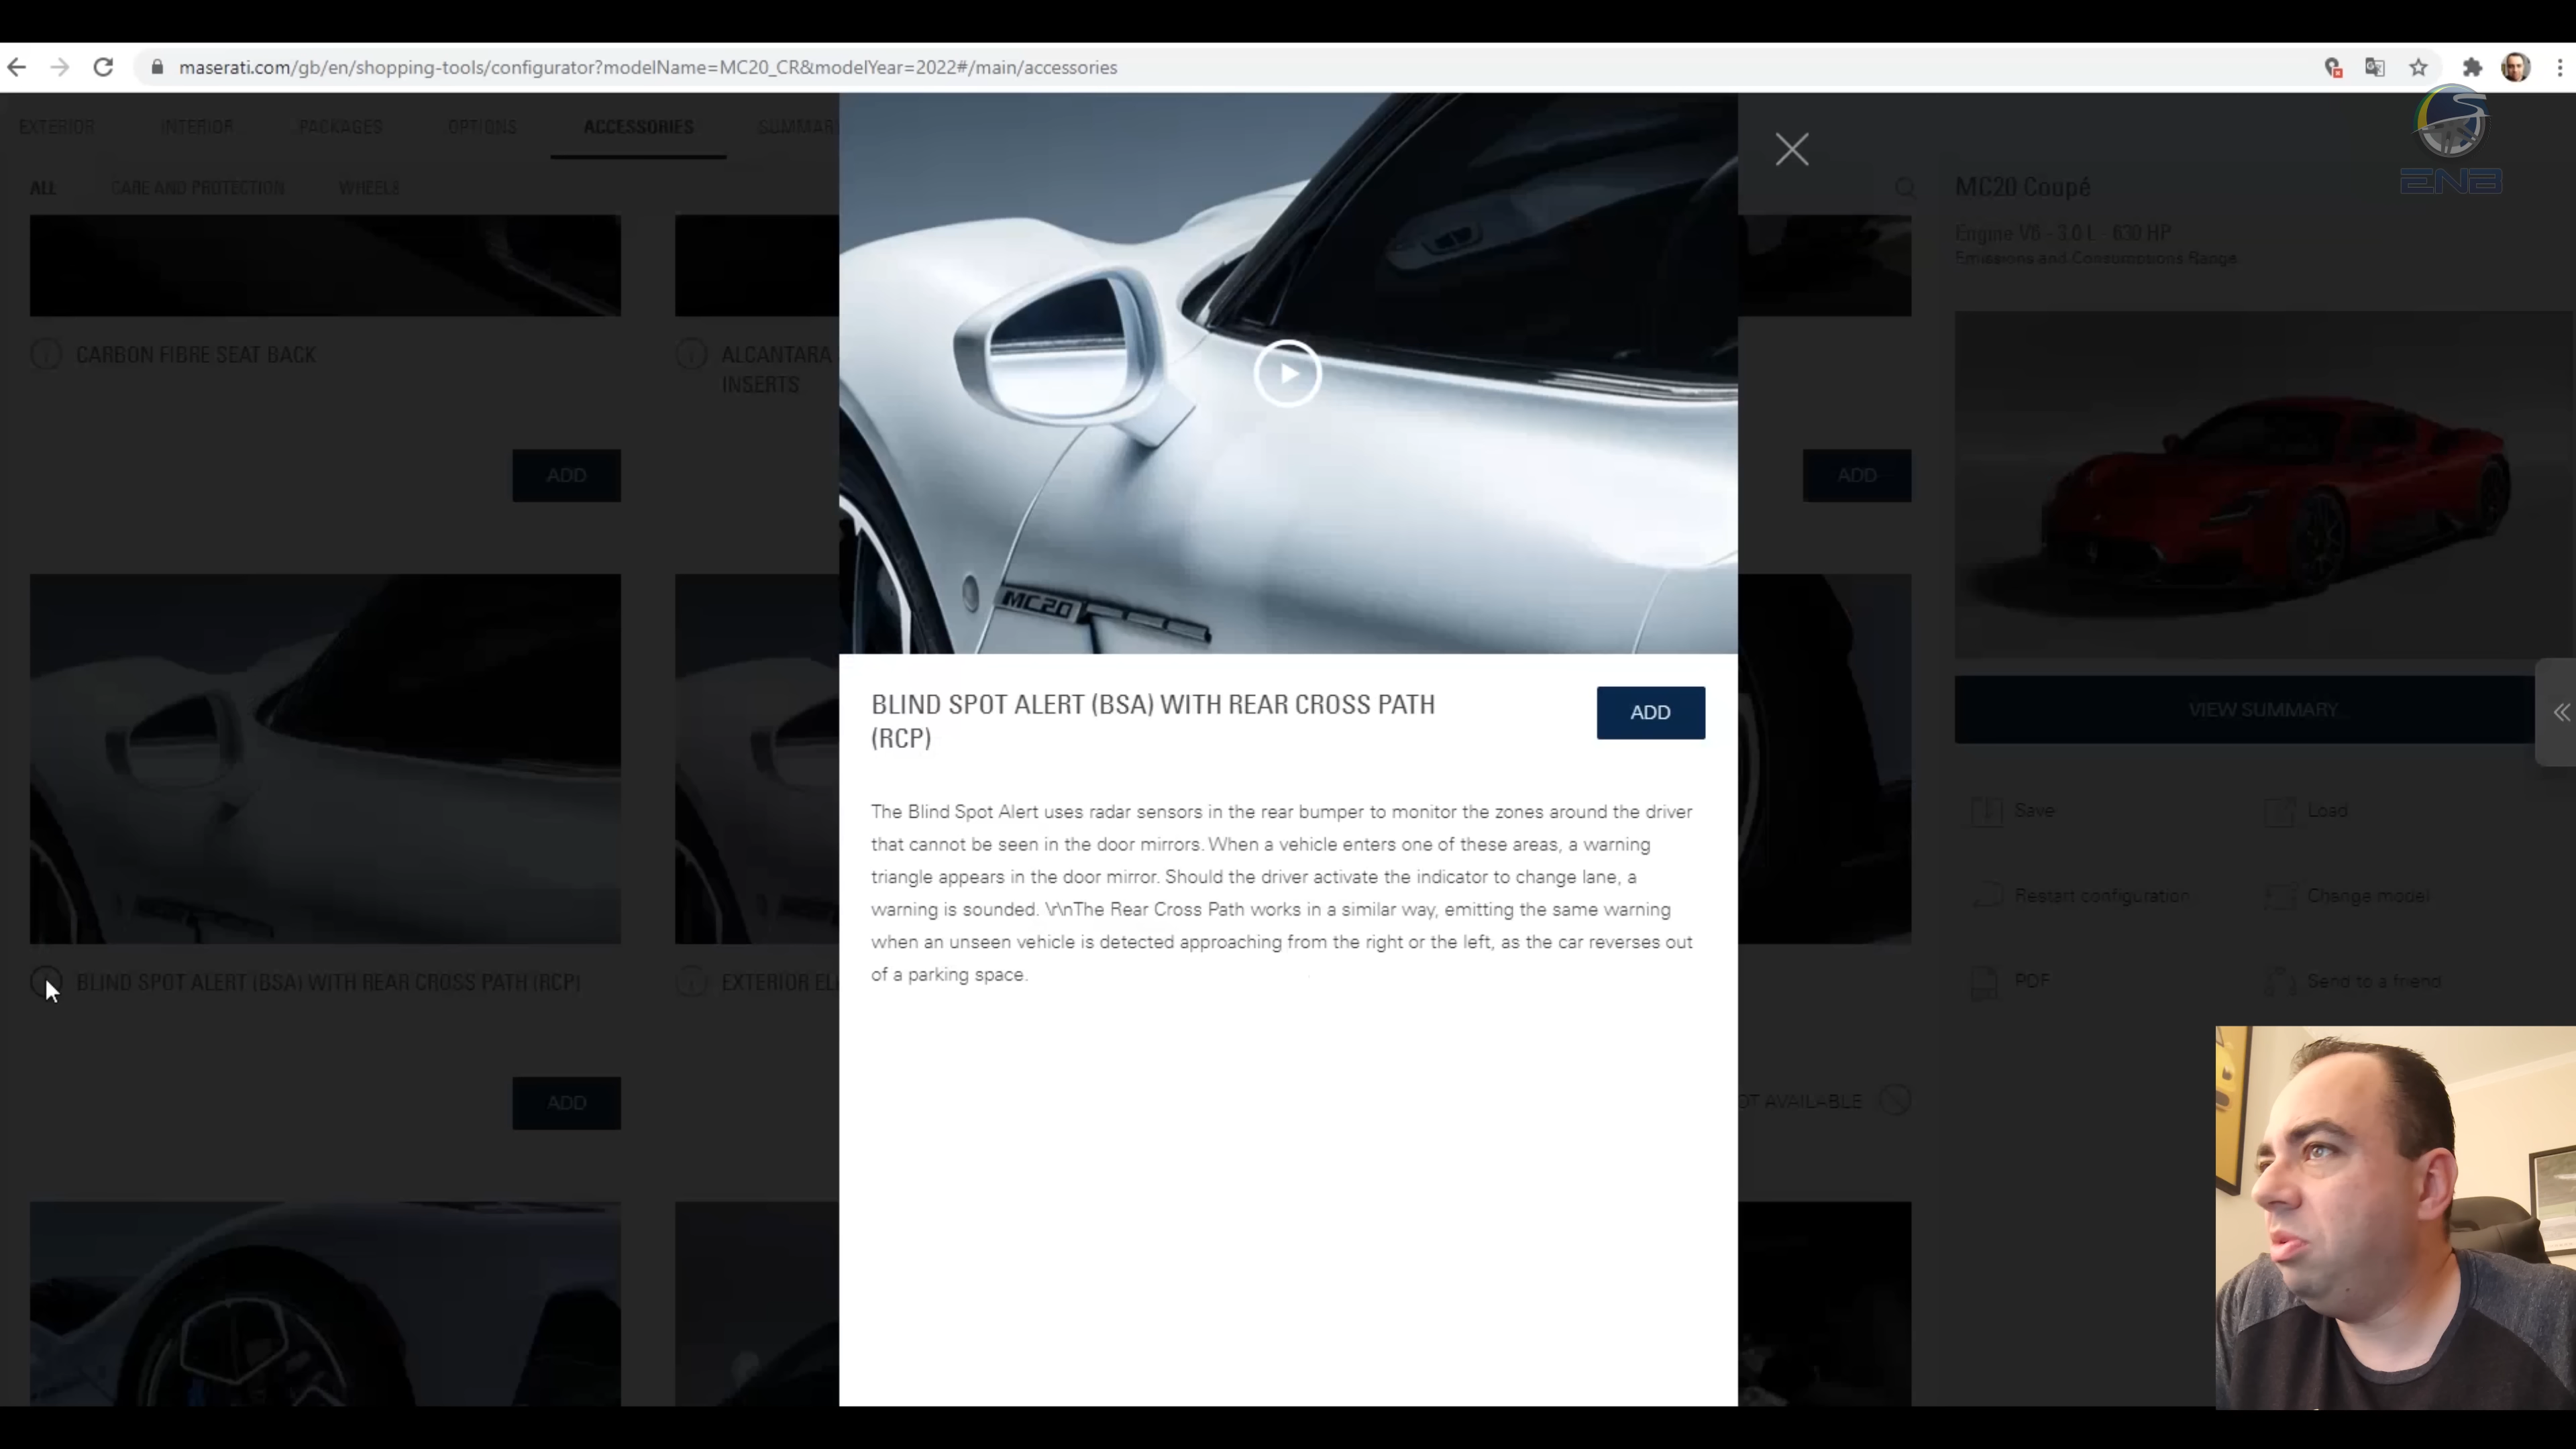 maserati.com/gb/en/shopping-tools/configurator?modelName=MC20_CR&modelYear=2022#/main/accessories
EXTERIOR INTERIOR PACKAGES OPTIONS ACCESSORIES SUMMAR
ENB
ALL CARE AND PROTECTION WHEELS
MC20 Coupé
Engine V6 - 3.0 L - 630 HP
Emissions and Consumptions Range
CARBON FIBRE SEAT BACK
ALCANTARA
INSERTS
ADD
ADD
MC20
BLIND SPOT ALERT (BSA) WITH REAR CROSS PATH
(RCP)
ADD
VIEW SUMMARY
The Blind Spot Alert uses radar sensors in the rear bumper to monitor the zones around the driver
that cannot be seen in the door mirrors. When a vehicle enters one of these areas, a warning
triangle appears in the door mirror. Should the driver activate the indicator to change lane, a
warning is sounded. \r\nThe Rear Cross Path works in a similar way, emitting the same warning
when an unseen vehicle is detected approaching from the right or the left, as the car reverses out
of a parking space.
Save Load
Restart configuration Change model
PDF Send to a friend
BLIND SPOT ALERT (BSA) WITH REAR CROSS PATH (RCP)
EXTERIOR EL
ADD
OT AVAILABLE